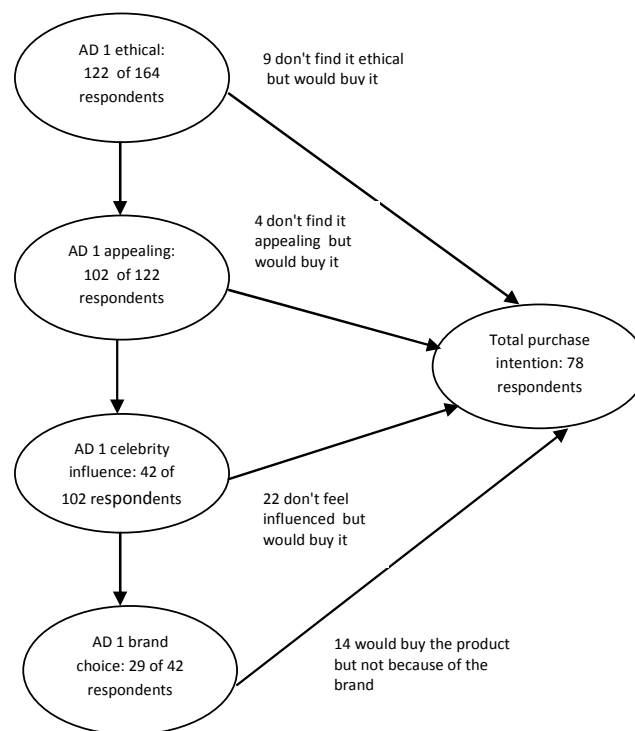 AD 1 ethical:
122 of 164
respondents
9 don't find it ethical
but would buy it
4 don't find it
appealing but
would buy it
AD 1 appealing:
102 of 122
respondents
Total purchase
intention: 78
respondents
AD 1 celebrity
influence: 42 of
102 respondents
22 don't feel
influenced but
would buy it
AD 1 brand
choice: 29 of 42
respondents
14 would buy the product
but not because of the
brand